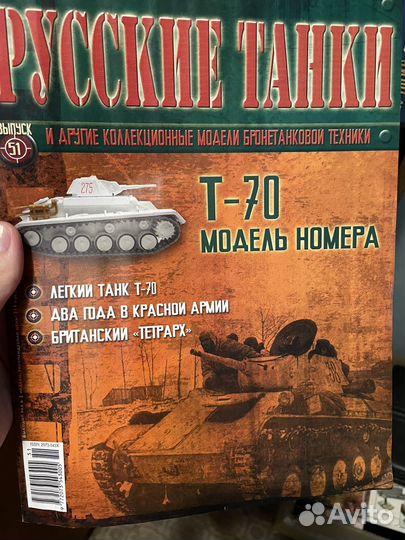 РУССКИЕ ТАНКИ
ВЫПУСК
51
И ДРУГИЕ КОЛЛЕКЦИОННЫЕ МОДЕЛИ БРОНЕТАНКОВОЙ ТЕХНИКИ
275
Т-70
МОДЕЛЬ НОМЕРА
ЛЕГКИЙ ТАНК Т-70
ДВА ГОДА В КРАСНОЙ АРМИИ
БРИТАНСКИЙ «ТЕТРАРХ»
Avito